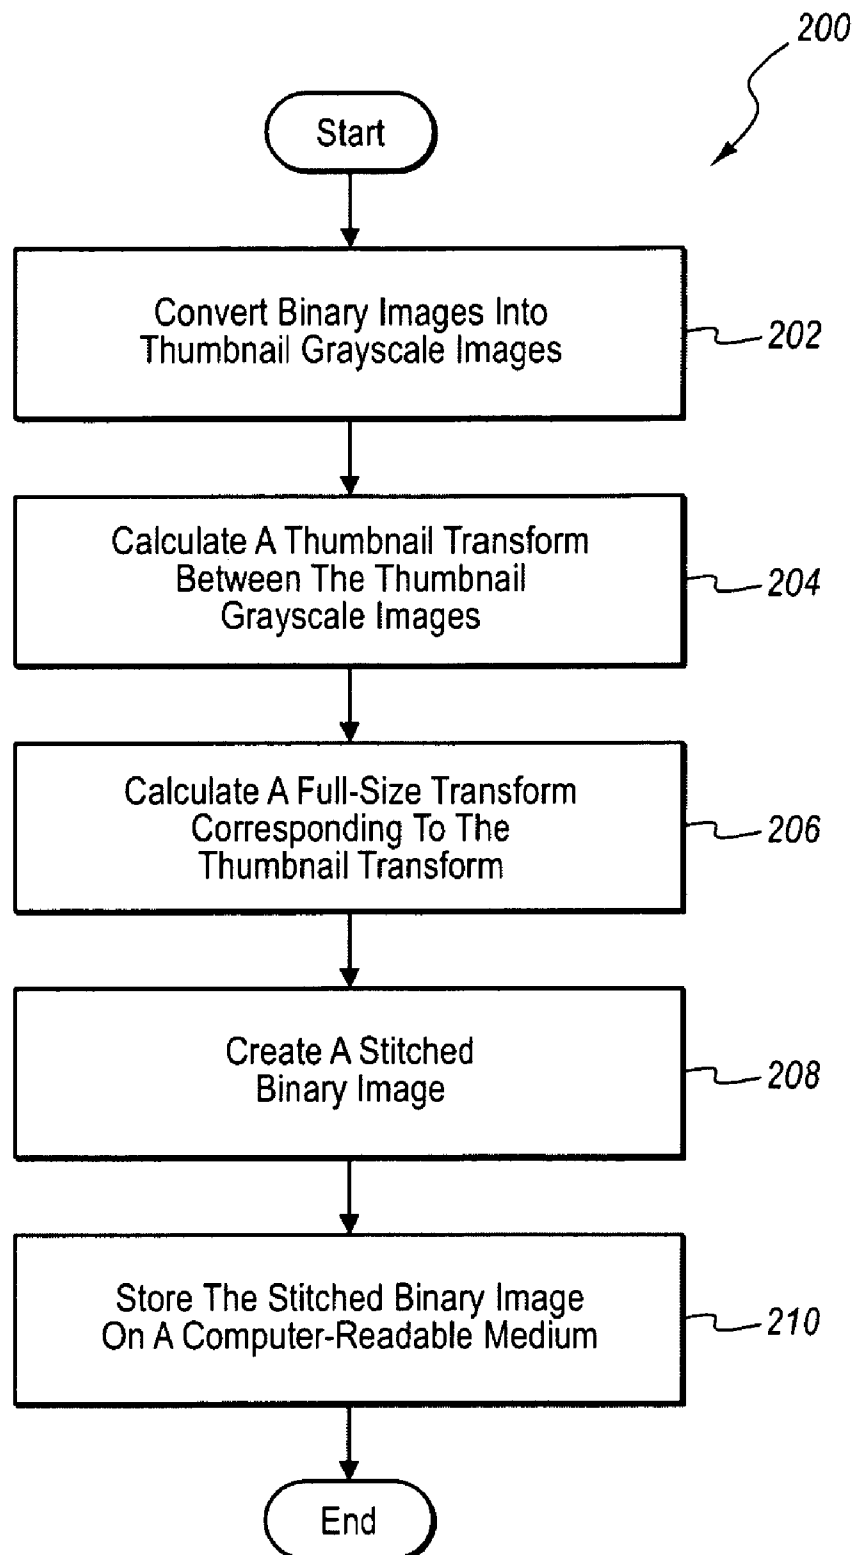 200
Start
Convert Binary Images Into
Thumbnail Grayscale Images
202
Calculate A Thumbnail Transform
Between The Thumbnail
Grayscale Images
204
Calculate A Full-Size Transform
Corresponding To The
Thumbnail Transform
206
Create A Stitched
Binary Image
208
Store The Stitched Binary Image
On A Computer-Readable Medium
210
End